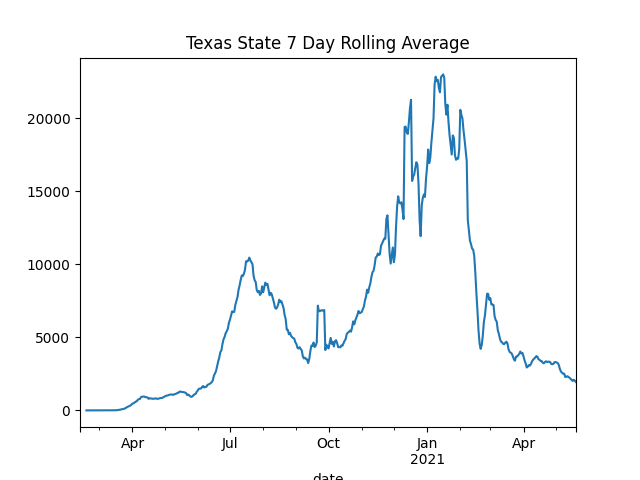 Texas State 7 Day Rolling Average
20000
15000
10000
5000
0
Apr
Jul
Oct
Jan
2021
Apr
date